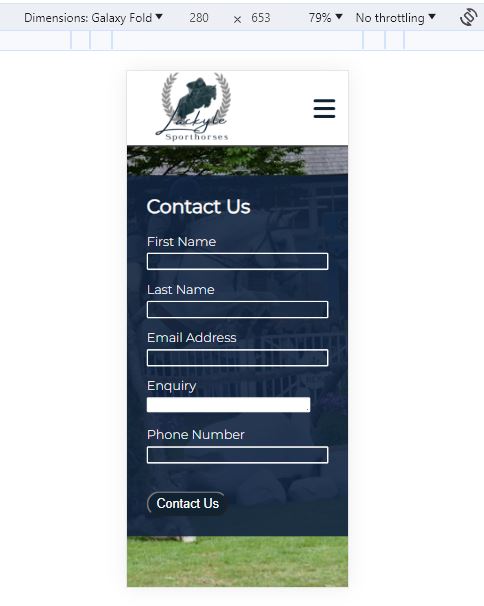 Dimensions: Galaxy Fold 280 × 653 79% No throttling
Lackyle
Sporthorses
Contact Us
First Name
Last Name
Email Address
Enquiry
Phone Number
Contact Us